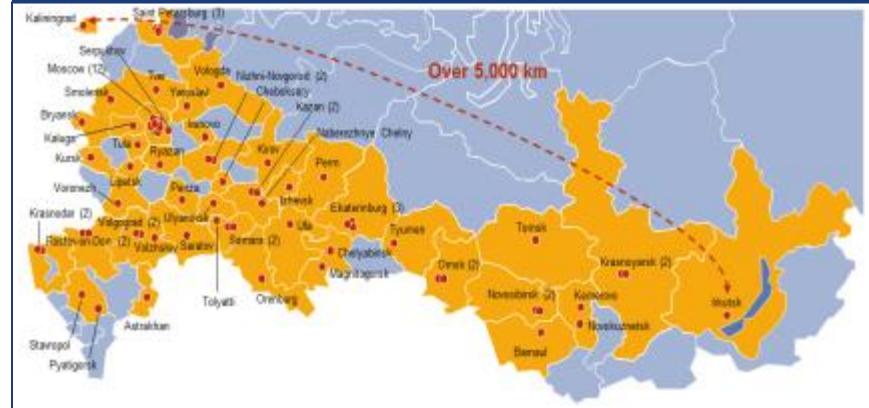 Saint Petersburg (3)
Kaliningrad
Serpukhov
Moscow (12)
Nizhni-Novgorod (2)
Tver
Vologda
Cheboksary
Over 5,000 km
Smolensk
Yaroslavl
Kazan (2)
Bryansk
Ivanovo
Naberezhniye Chelny
Kaluga
Tula
Ryazan
Kirov
Kursk
Perm
Lipetsk
Voronezh
Penza
Izhevsk
Krasnodar (2)
Ulyanovsk
Ekaterinburg (3)
Volgograd (2)
Ufa
Tyumen
Tomsk
Rostov-on-Don (2)
Volzhskiy
Saratov
Samara (2)
Chelyabinsk
Omsk (2)
Krasnoyarsk (2)
Magnitogorsk
Tolyatti
Orenburg
Novosibirsk (2)
Kemerovo
Irkutsk
Astrakhan
Novokuznetsk
Stavropol
Barnaul
Pyatigorsk